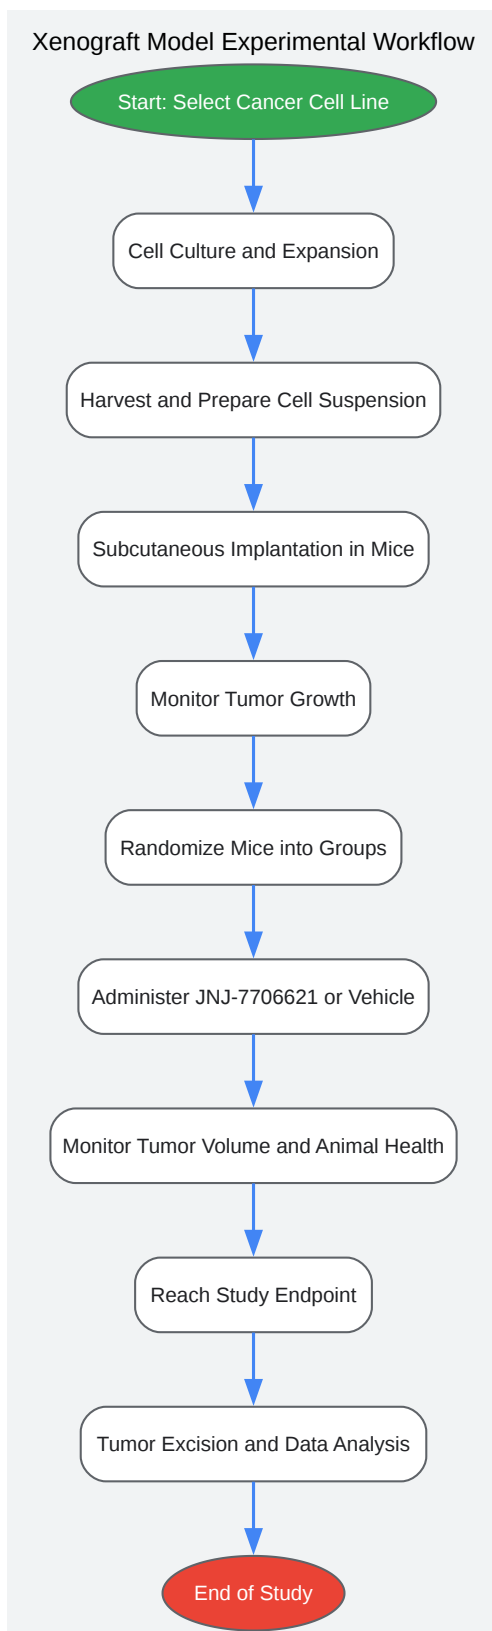 Xenograft Model Experimental Workflow
Start: Select Cancer Cell Line
Cell Culture and Expansion
Harvest and Prepare Cell Suspension
Subcutaneous Implantation in Mice
Monitor Tumor Growth
Randomize Mice into Groups
Administer JNJ-7706621 or Vehicle
Monitor Tumor Volume and Animal Health
Reach Study Endpoint
Tumor Excision and Data Analysis
End of Study